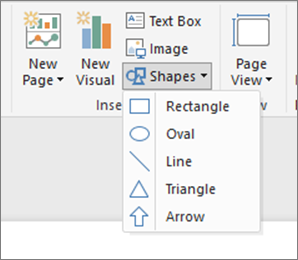 New Page
New Visual
Text Box
Image
Shapes
Page View
Inse
w
Rectangle
Oval
Line
Triangle
Arrow